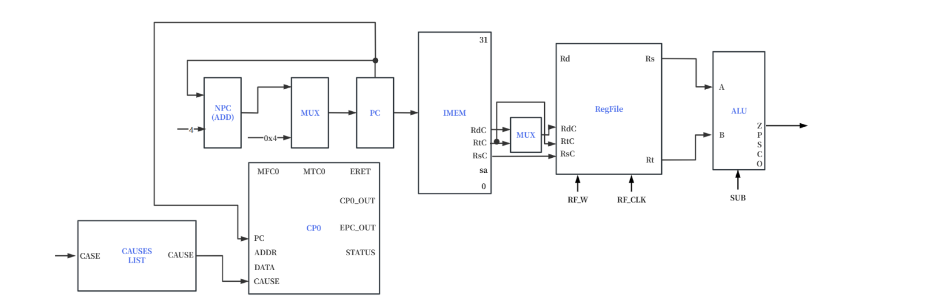 31
Rd
Rs
A
NPC
(ADD)
MUX
PC
IMEM
RegFile
ALU
4
0x4
RdC
RtC
RsC
sa
0
MUX
RdC
RtC
RsC
Rt
B
Z
P
S
C
O
RF_W
RF_CLK
SUB
MFC0
MTC0
ERET
CP0_OUT
CP0
EPC_OUT
PC
ADDR
STATUS
DATA
CAUSE
CASE
CAUSES
LIST
CAUSE